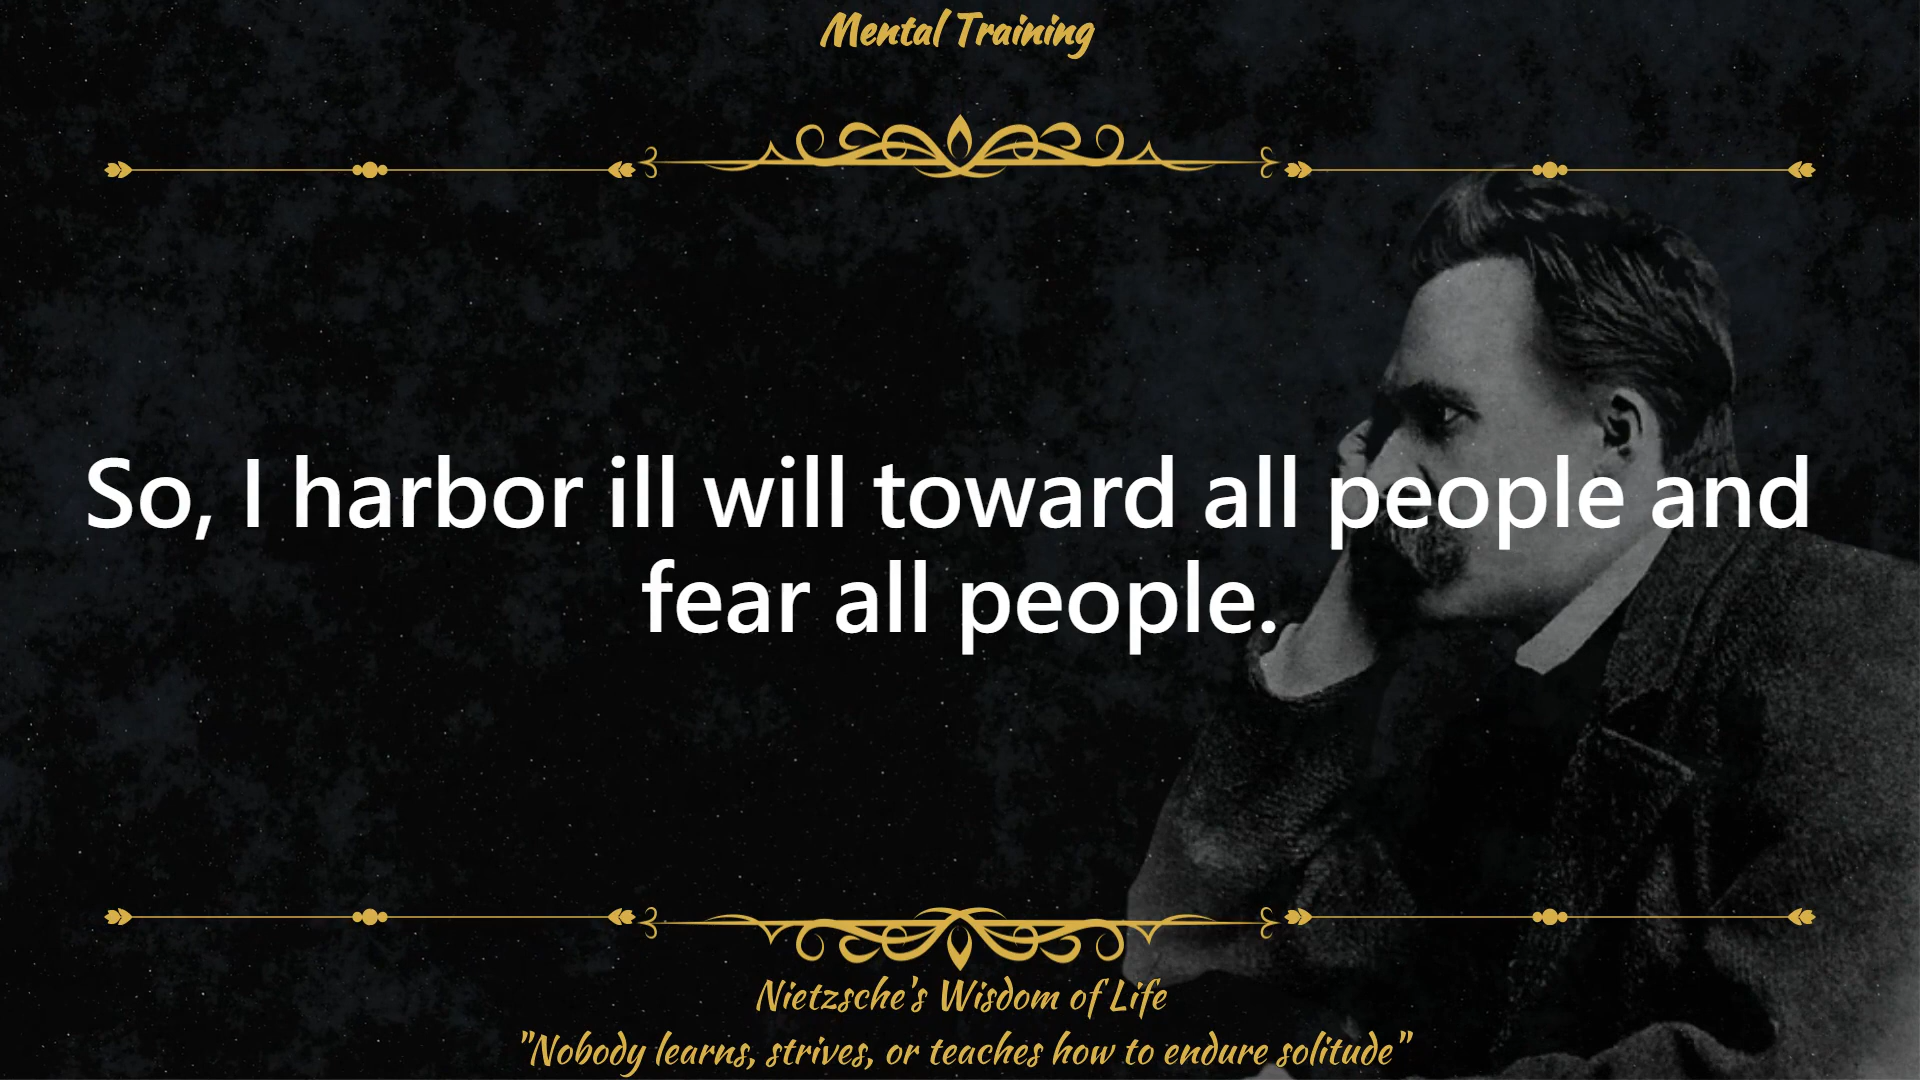 Mental Training
So, I harbor ill will toward all people and
fear all people.
Nietzsche's Wisdom of Life
"Nobody learns, strives, or teaches how to endure solitude"